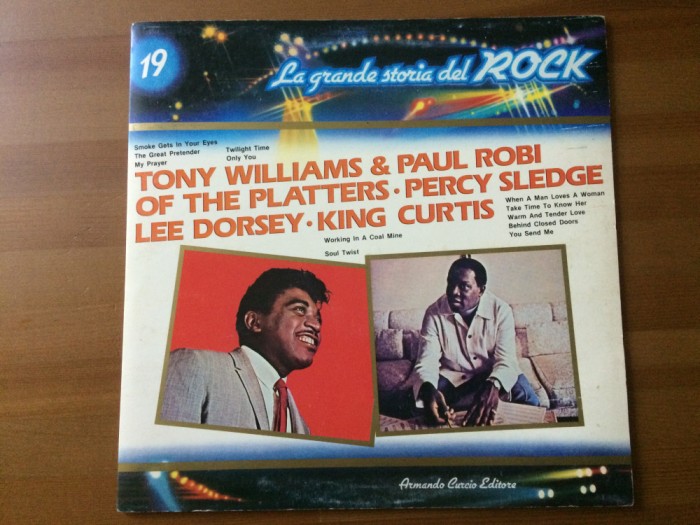 19
La grande storia del ROCK
Smoke Gets In Your Eyes
The Great Pretender
My Prayer
Twilight Time
Only You
TONY WILLIAMS & PAUL ROBI
OF THE PLATTERS · PERCY SLEDGE
LEE DORSEY · KING CURTIS
When A Man Loves A Woman
Take Time To Know Her
Warm And Tender Love
Behind Closed Doors
You Send Me
Working In A Coal Mine
Soul Twist
Armando Curcio Editore